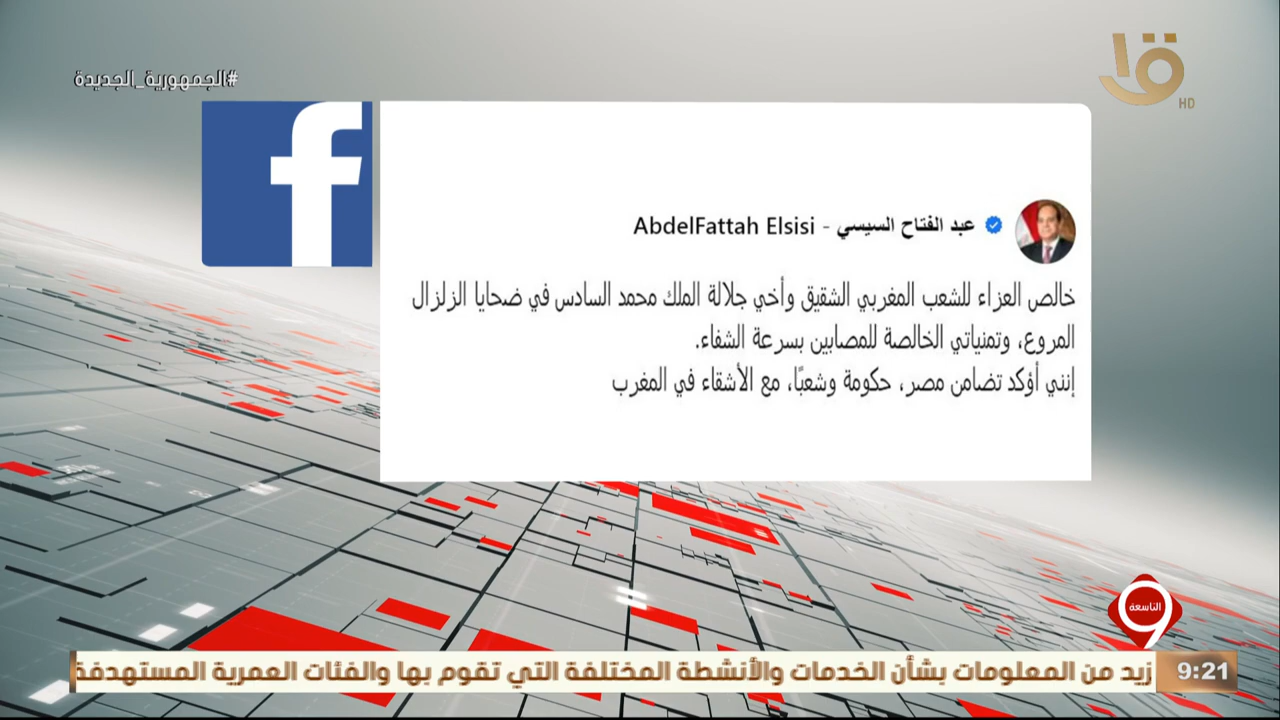 #الجمهورية_الجديدة
HD
عبد الفتاح السيسي - AbdelFattah Elsisi
خالص العزاء للشعب المغربي الشقيق وأخي جلالة الملك محمد السادس في ضحايا الزلزال
المروع، وتمنياتي الخالصة للمصابين بسرعة الشفاء.
إنني أؤكد تضامن مصر، حكومة وشعبًا، مع الأشقاء في المغرب
التاسعة
9
9:21
زيد من المعلومات بشأن الخدمات والأنشطة المختلفة التي تقوم بها والفئات العمرية المستهدفة